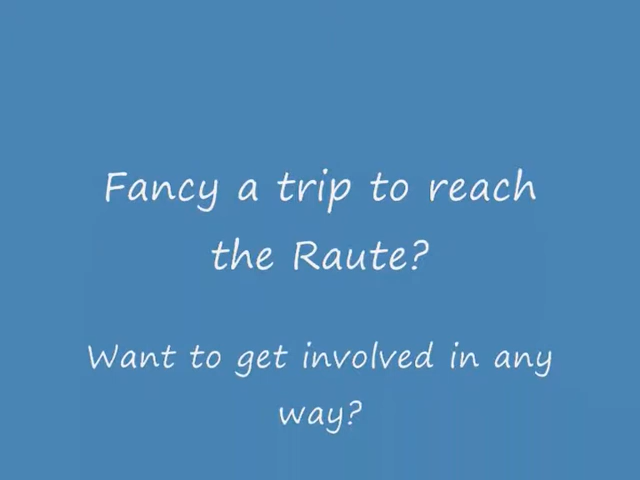 Fancy a trip to reach
the Raute?
Want to get involved in any
way?